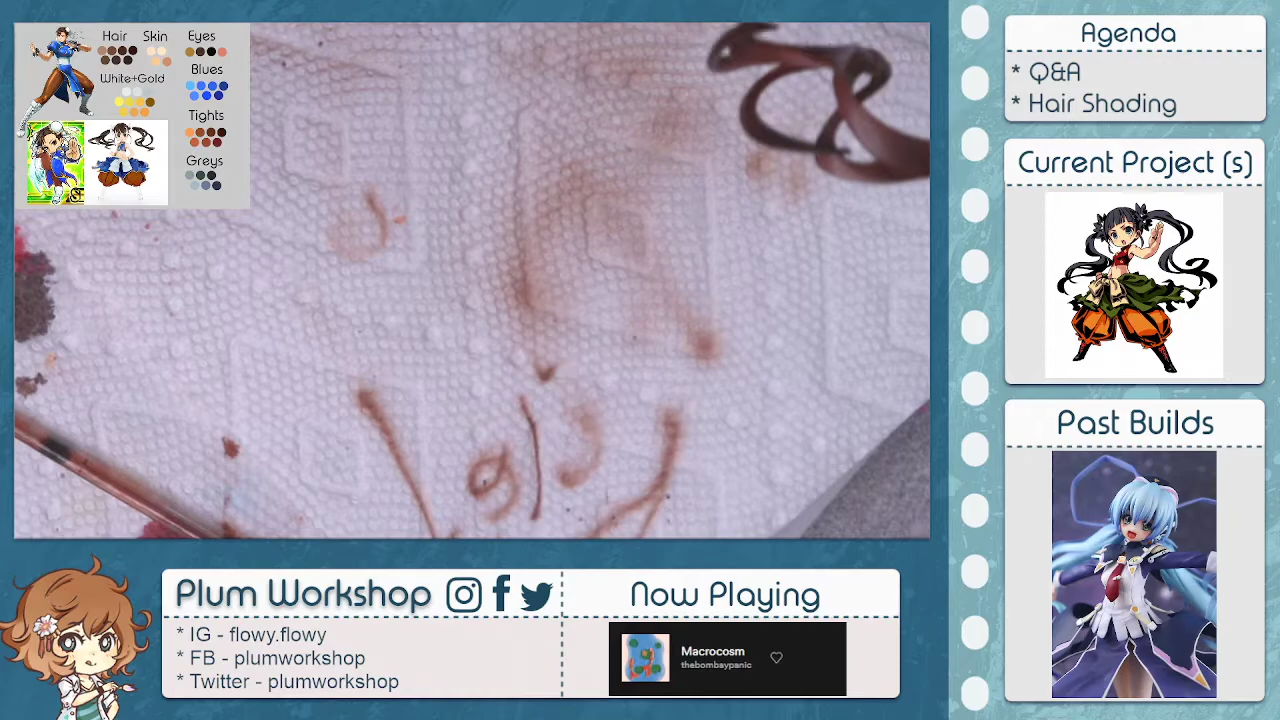 Hair Skin Eyes
White+Gold
Blues
Tights
Greys
Agenda
* Q&A
* Hair Shading
Current Project (s)
Past Builds
Plum Workshop
* IG - flowy.flowy
* FB - plumworkshop
* Twitter - plumworkshop
Now Playing
Macrocosm
thebombaypanic